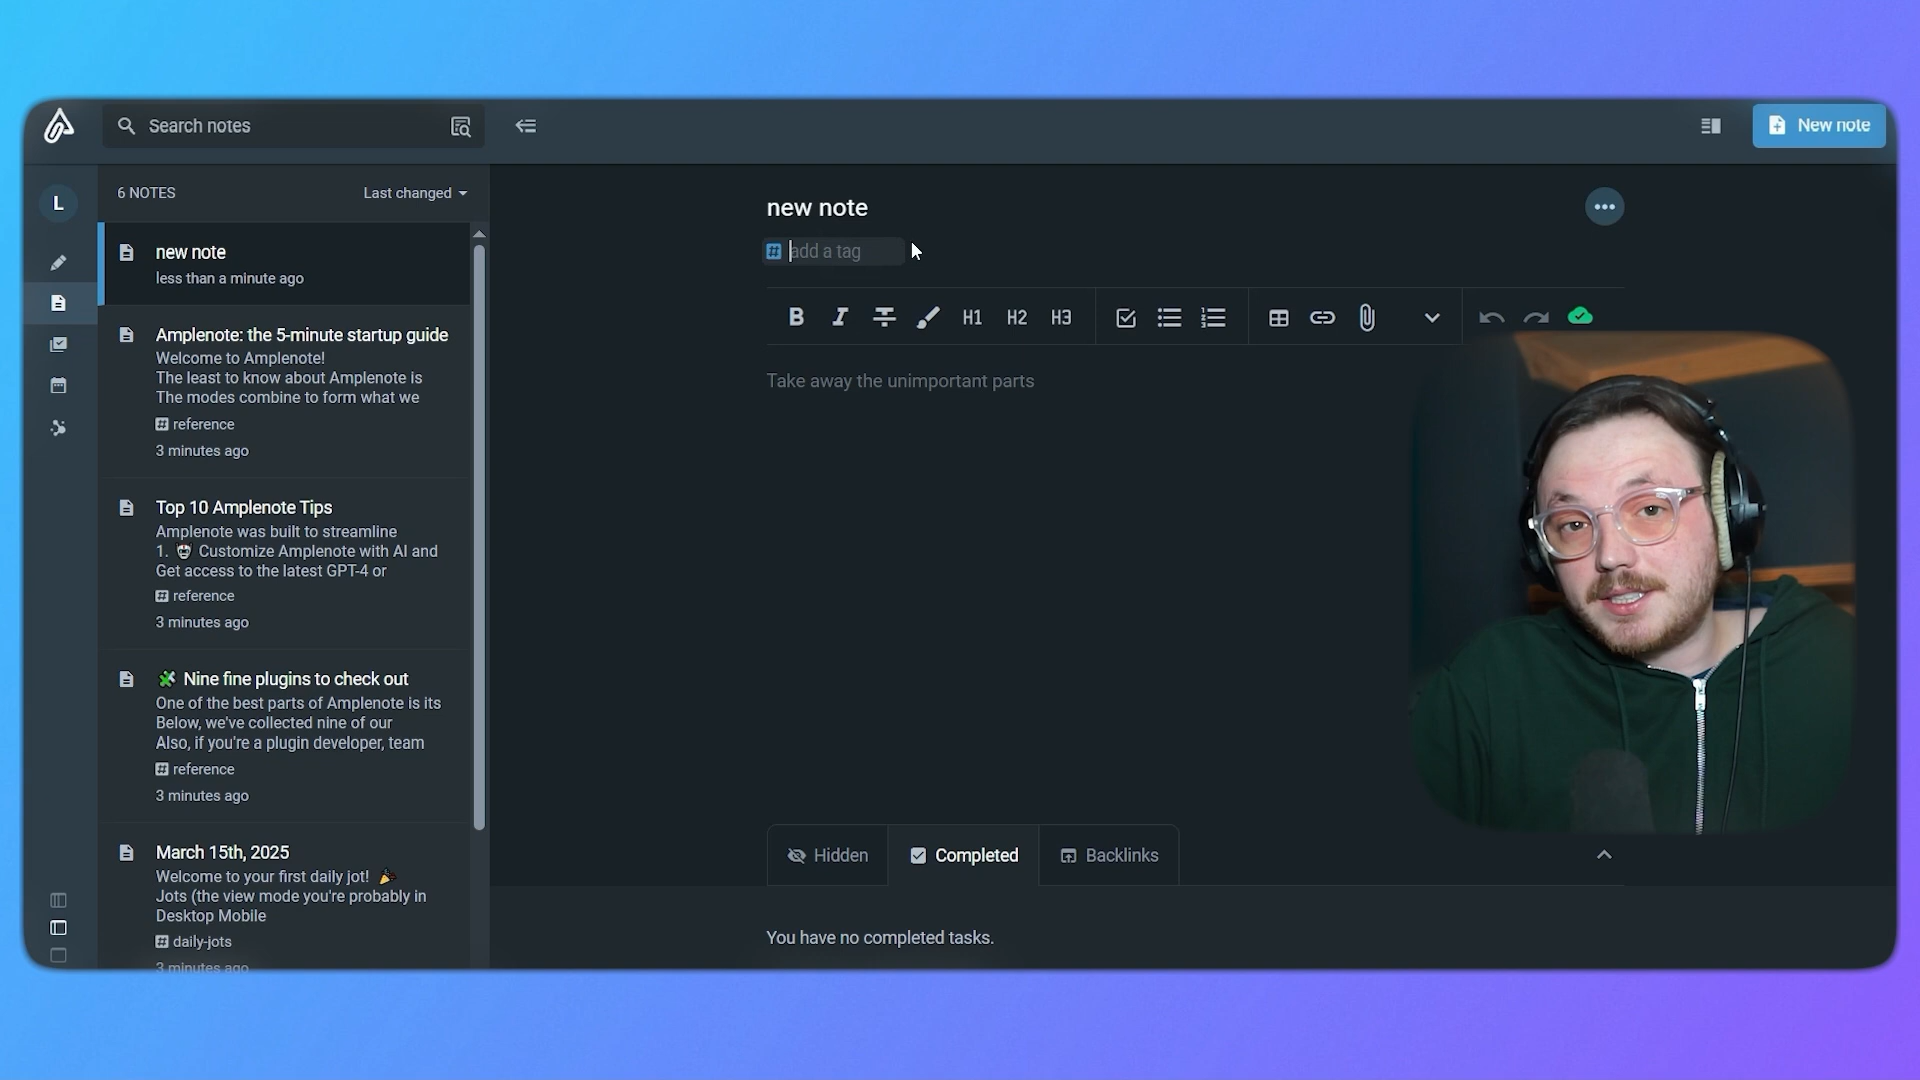 Search notes
New note
L
6 NOTES
Last changed
new note
less than a minute ago
Amplenote: the 5-minute startup guide
Welcome to Amplenote!
The least to know about Amplenote is
The modes combine to form what we
reference
3 minutes ago
Top 10 Amplenote Tips
Amplenote was built to streamline
1. 🤖 Customize Amplenote with AI and
Get access to the latest GPT-4 or
reference
3 minutes ago
🧩 Nine fine plugins to check out
One of the best parts of Amplenote is its
Below, we've collected nine of our
Also, if you're a plugin developer, team
reference
3 minutes ago
March 15th, 2025
Welcome to your first daily jot! 🎉
Jots (the view mode you're probably in
Desktop Mobile
daily-jots
3 minutes ago
new note
add a tag
B I S H1 H2 H3
Take away the unimportant parts
Hidden
Completed
Backlinks
You have no completed tasks.